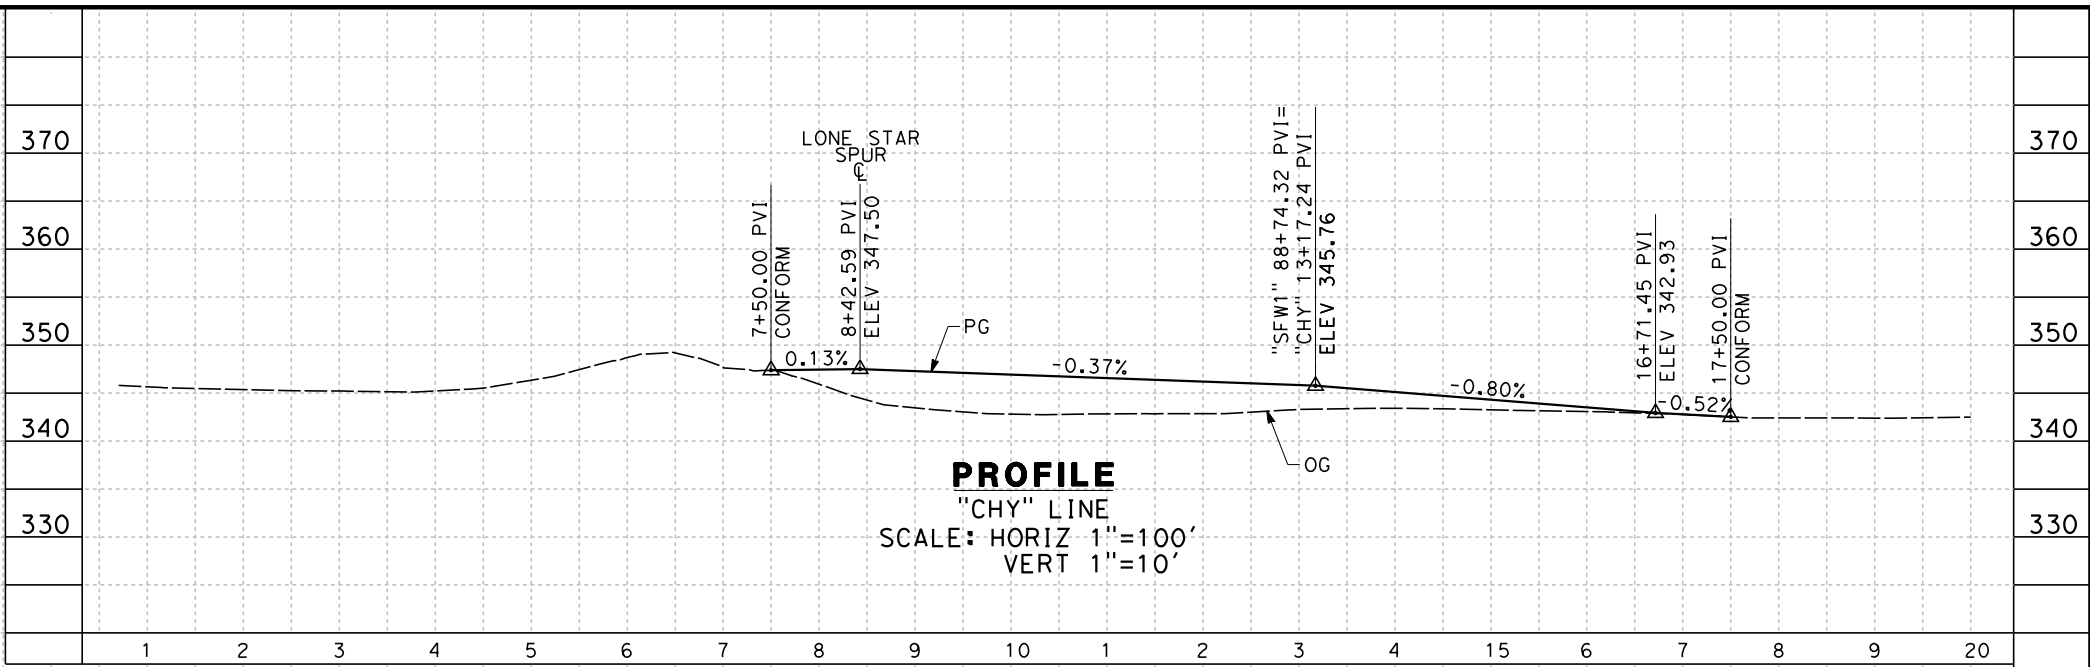 370
360
350
340
330
LONE STAR
SPUR
℄
7+50.00 PVI
CONFORM
8+42.59 PVI
ELEV 347.50
"SFW1" 88+74.32 PVI=
"CHY" 13+17.24 PVI
ELEV 345.76
16+71.45 PVI
ELEV 342.93
17+50.00 PVI
CONFORM
0.13%
PG
-0.37%
-0.80%
-0.52%
OG
PROFILE
"CHY" LINE
SCALE: HORIZ 1"=100'
VERT 1"=10'
370
360
350
340
330
1 2 3 4 5 6 7 8 9 10 1 2 3 4 15 6 7 8 9 20